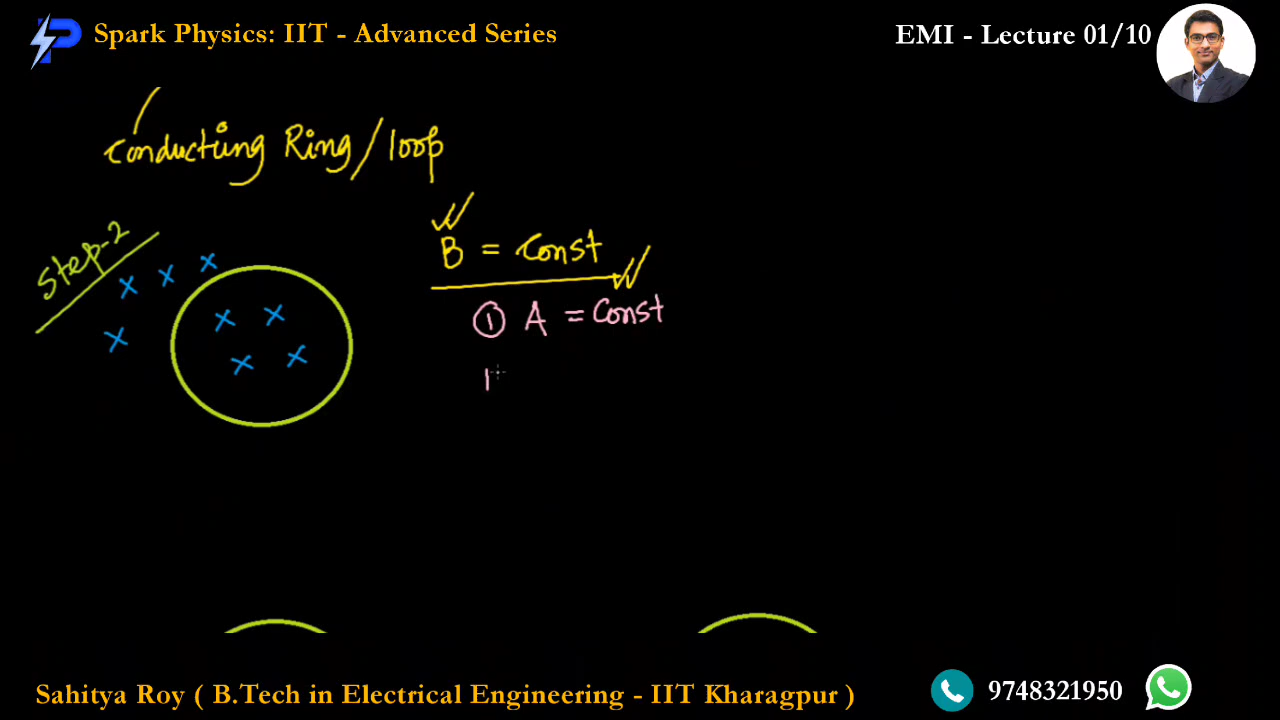 Spark Physics: IIT - Advanced Series
EMI - Lecture 01/10
Conducting Ring/loop
Step-2
B = Const
① A = Const
Sahitya Roy ( B.Tech in Electrical Engineering - IIT Kharagpur )
9748321950